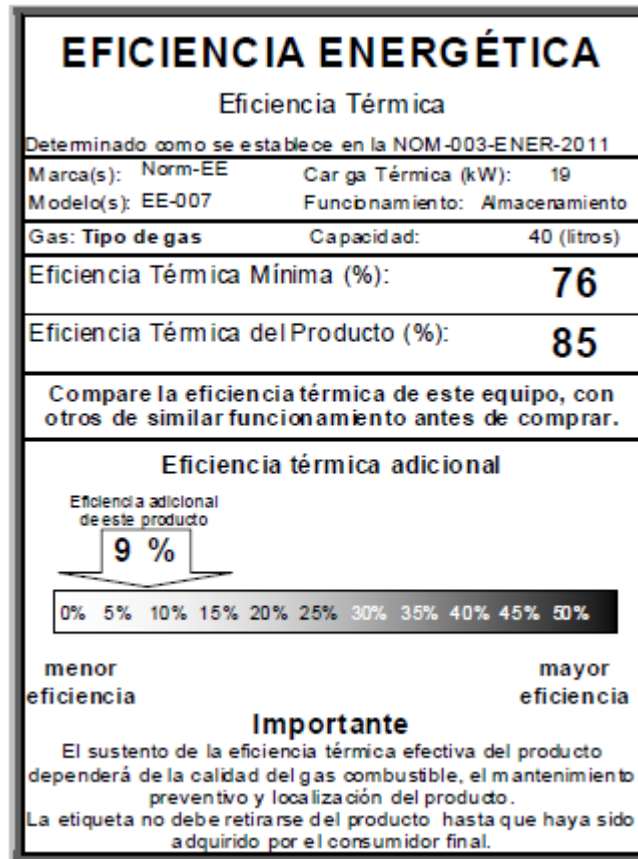 EFICIENCIA ENERGÉTICA
Eficiencia Térmica
Determinado como se establece en la NOM-003-ENER-2011
Marca(s): Norm-EE Carga Térmica (kW): 19
Modelo(s): EE-007 Funcionamiento: Almacenamiento
Gas: Tipo de gas Capacidad: 40 (litros)
Eficiencia Térmica Mínima (%): 76
Eficiencia Térmica del Producto (%): 85
Compare la eficiencia térmica de este equipo, con
otros de similar funcionamiento antes de comprar.
Eficiencia térmica adicional
Eficiencia adicional
de este producto
9 %
0% 5% 10% 15% 20% 25% 30% 35% 40% 45% 50%
menor mayor
eficiencia eficiencia
Importante
El sustento de la eficiencia térmica efectiva del producto
dependerá de la calidad del gas combustible, el mantenimiento
preventivo y localización del producto.
La etiqueta no debe retirarse del producto hasta que haya sido
adquirido por el consumidor final.